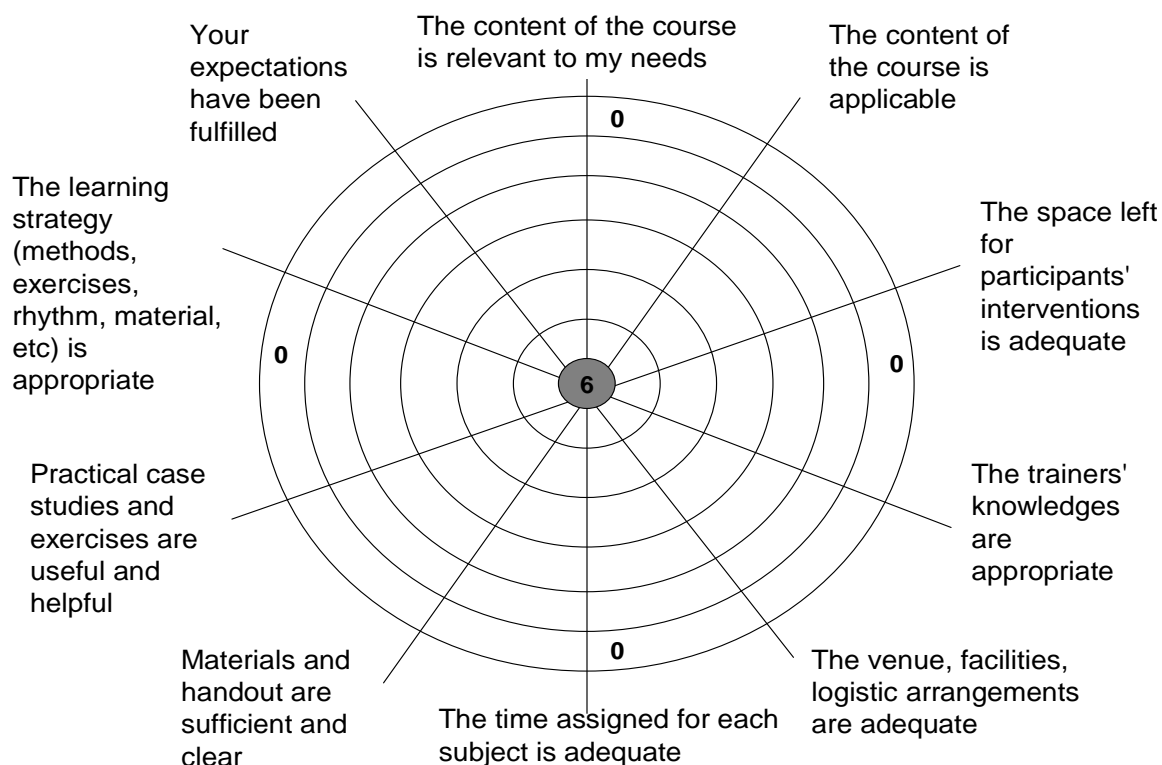 The content of the course
is relevant to my needs
The content of
the course is
applicable
The space left
for
participants'
interventions
is adequate
The trainers'
knowledges
are
appropriate
The venue, facilities,
logistic arrangements
are adequate
The time assigned for each
subject is adequate
Materials and
handout are
sufficient and
clear
Practical case
studies and
exercises are
useful and
helpful
The learning
strategy
(methods,
exercises,
rhythm, material,
etc) is
appropriate
Your
expectations
have been
fulfilled
0
0
6
0
0